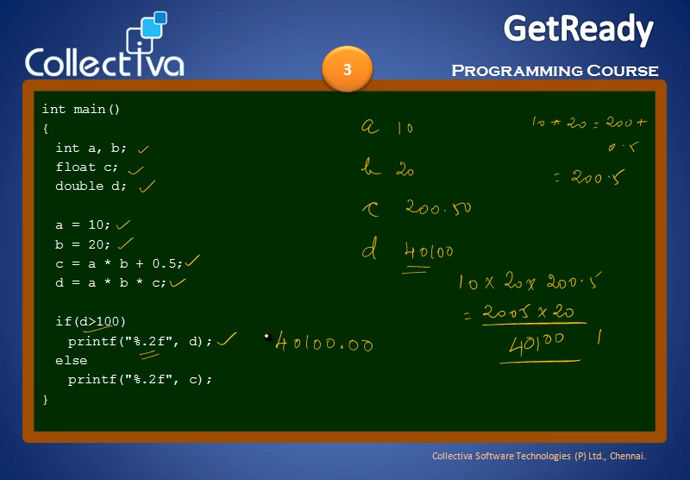 GetReady
Collectiva
3
PROGRAMMING COURSE
int main()
{
int a, b;
float c;
double d;
a = 10;
b = 20;
c = a * b + 0.5;
d = a * b * c;
if(d>100)
printf("%.2f", d);
else
printf("%.2f", c);
}
a 10
b 20
c 200.50
d 40100
40100.00
10 * 20 = 200 +
0.5
= 200.5
10 x 20 x 200.5
= 2005 x 20
40100
Collectiva Software Technologies (P) Ltd., Chennai.